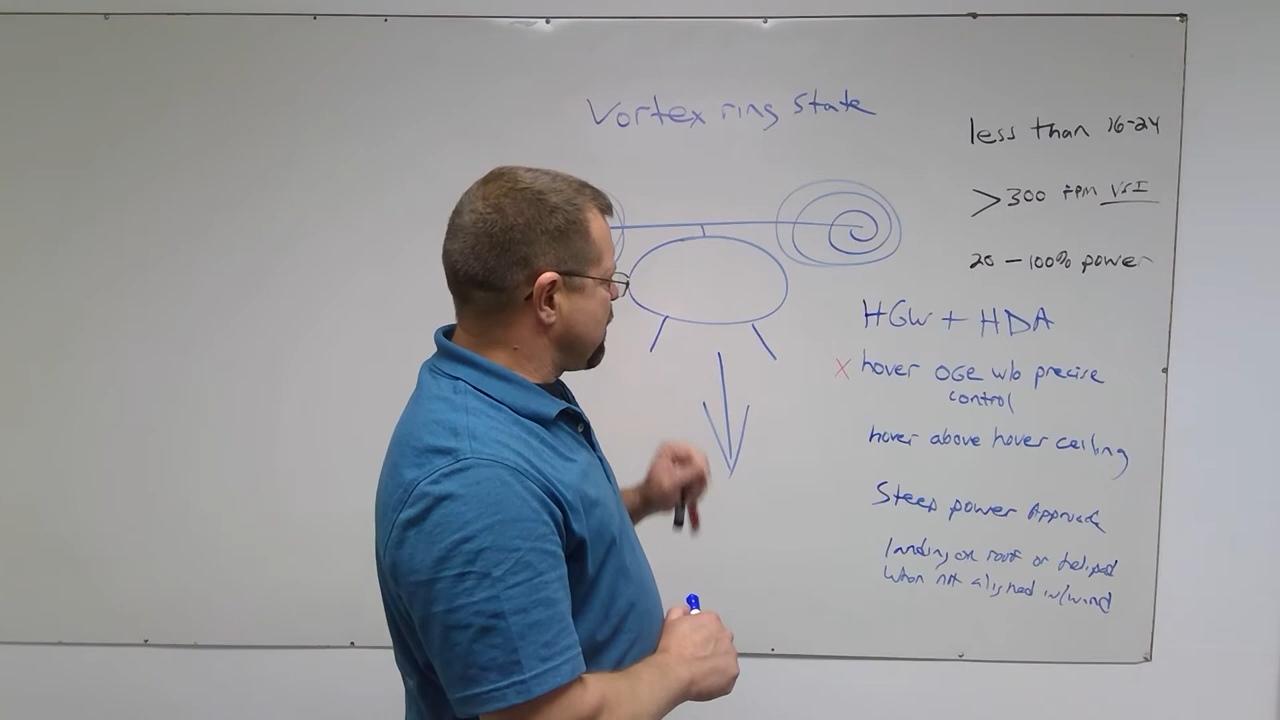 Vortex ring state
less than 16-24
>300 fpm VSI
20 - 100% power
HGW + HDA
x hover OGE w/o precise
control
hover above hover ceiling
Steep power Approach
landing on roof or helipad
when not aligned w/wind